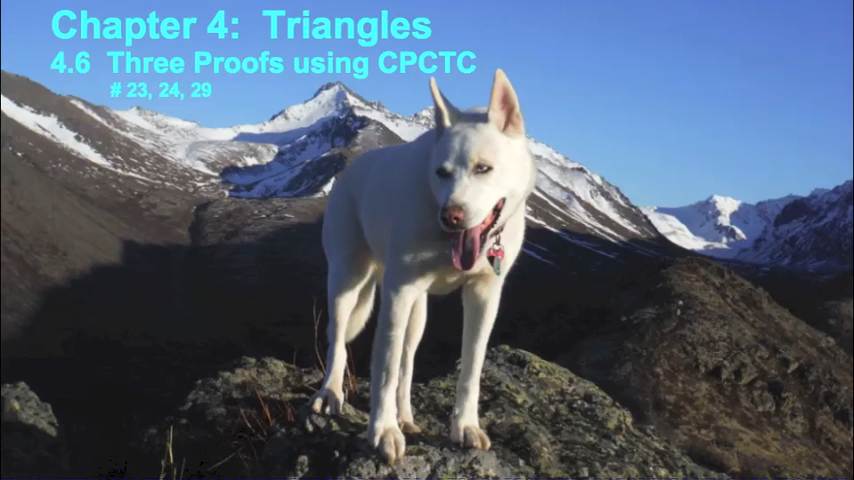 Chapter 4:  Triangles
4.6  Three Proofs using CPCTC
# 23, 24, 29